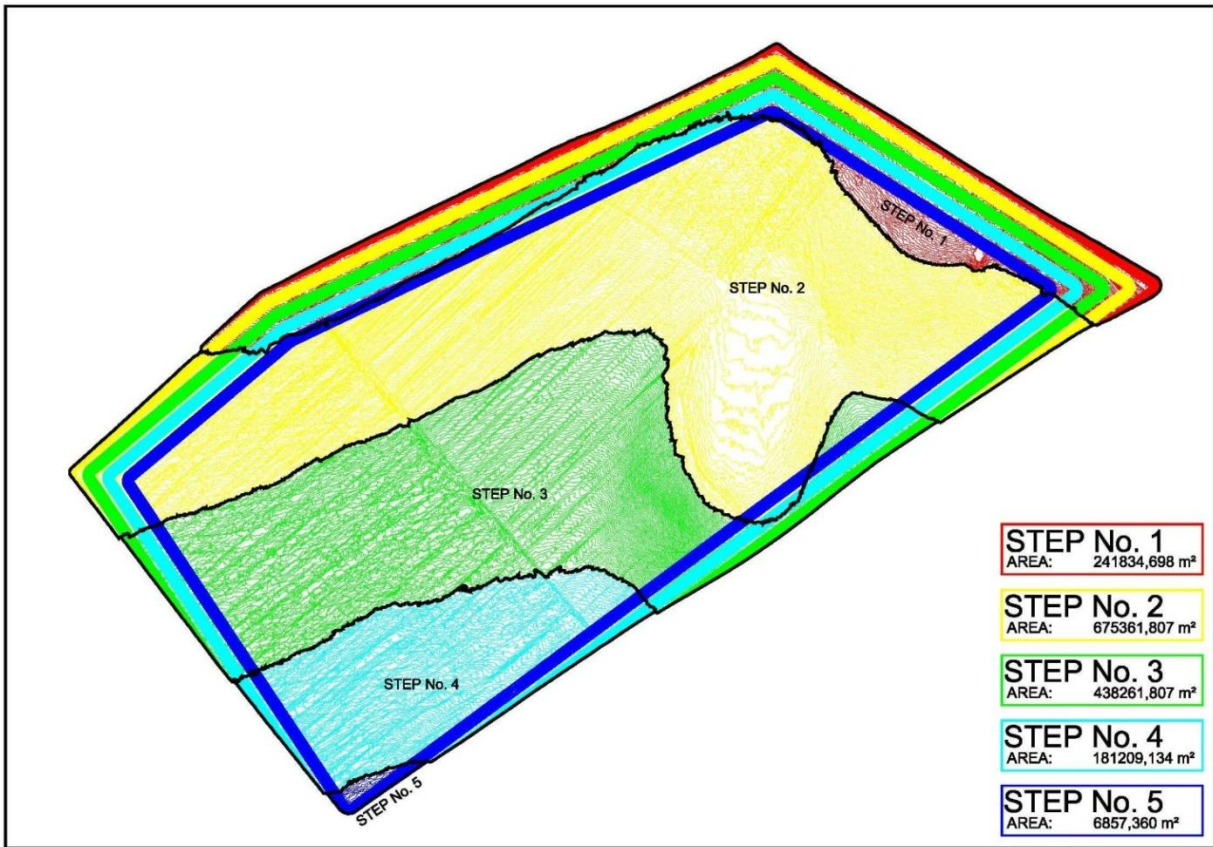 STEP No. 1
STEP No. 2
STEP No. 3
STEP No. 4
STEP No. 5
STEP No. 1
AREA: 241834,698 m²
STEP No. 2
AREA: 675361,807 m²
STEP No. 3
AREA: 438261,807 m²
STEP No. 4
AREA: 181209,134 m²
STEP No. 5
AREA: 6857,360 m²